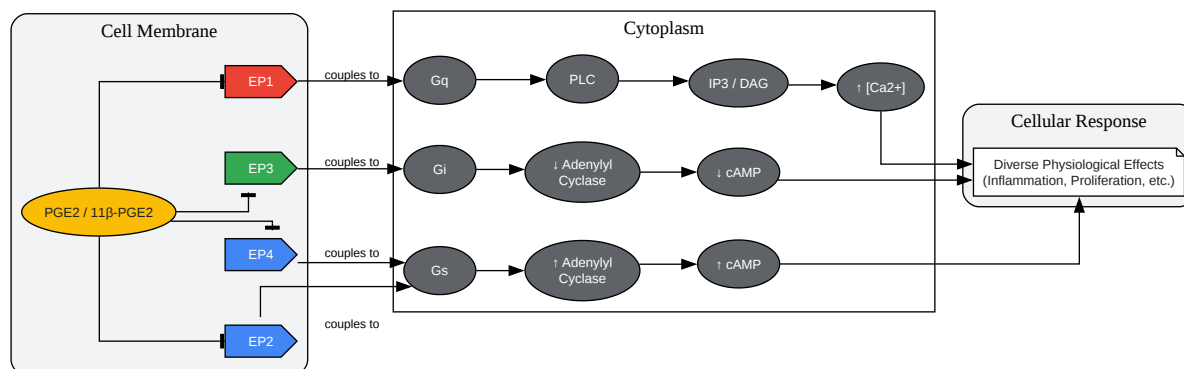 Cell Membrane
Cytoplasm
EP1
couples to
Gq
PLC
IP3 / DAG
↑ [Ca2+]
Cellular Response
EP3
couples to
Gi
↓ Adenylyl
Cyclase
↓ cAMP
Diverse Physiological Effects
(Inflammation, Proliferation, etc.)
PGE2 / 11β-PGE2
EP4
couples to
Gs
↑ Adenylyl
Cyclase
↑ cAMP
EP2
couples to